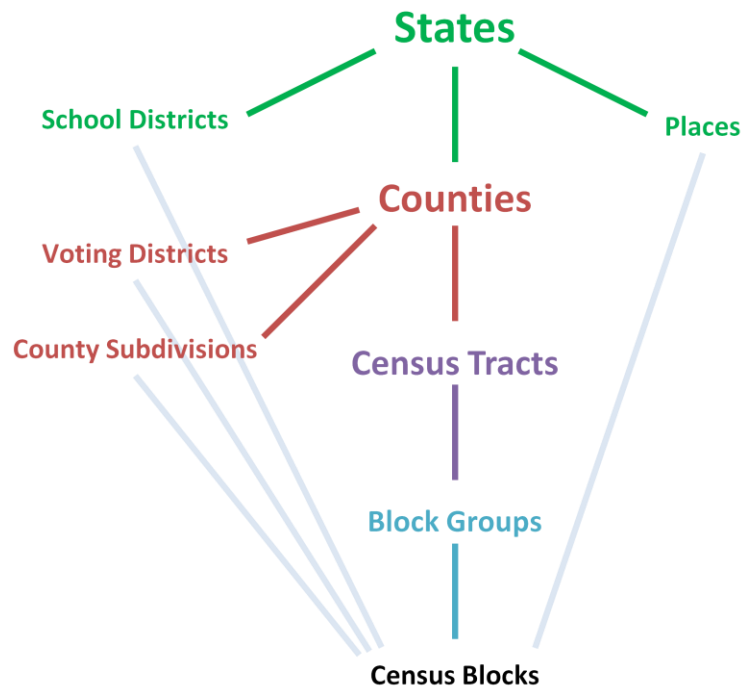 States
School Districts
Places
Counties
Voting Districts
County Subdivisions
Census Tracts
Block Groups
Census Blocks